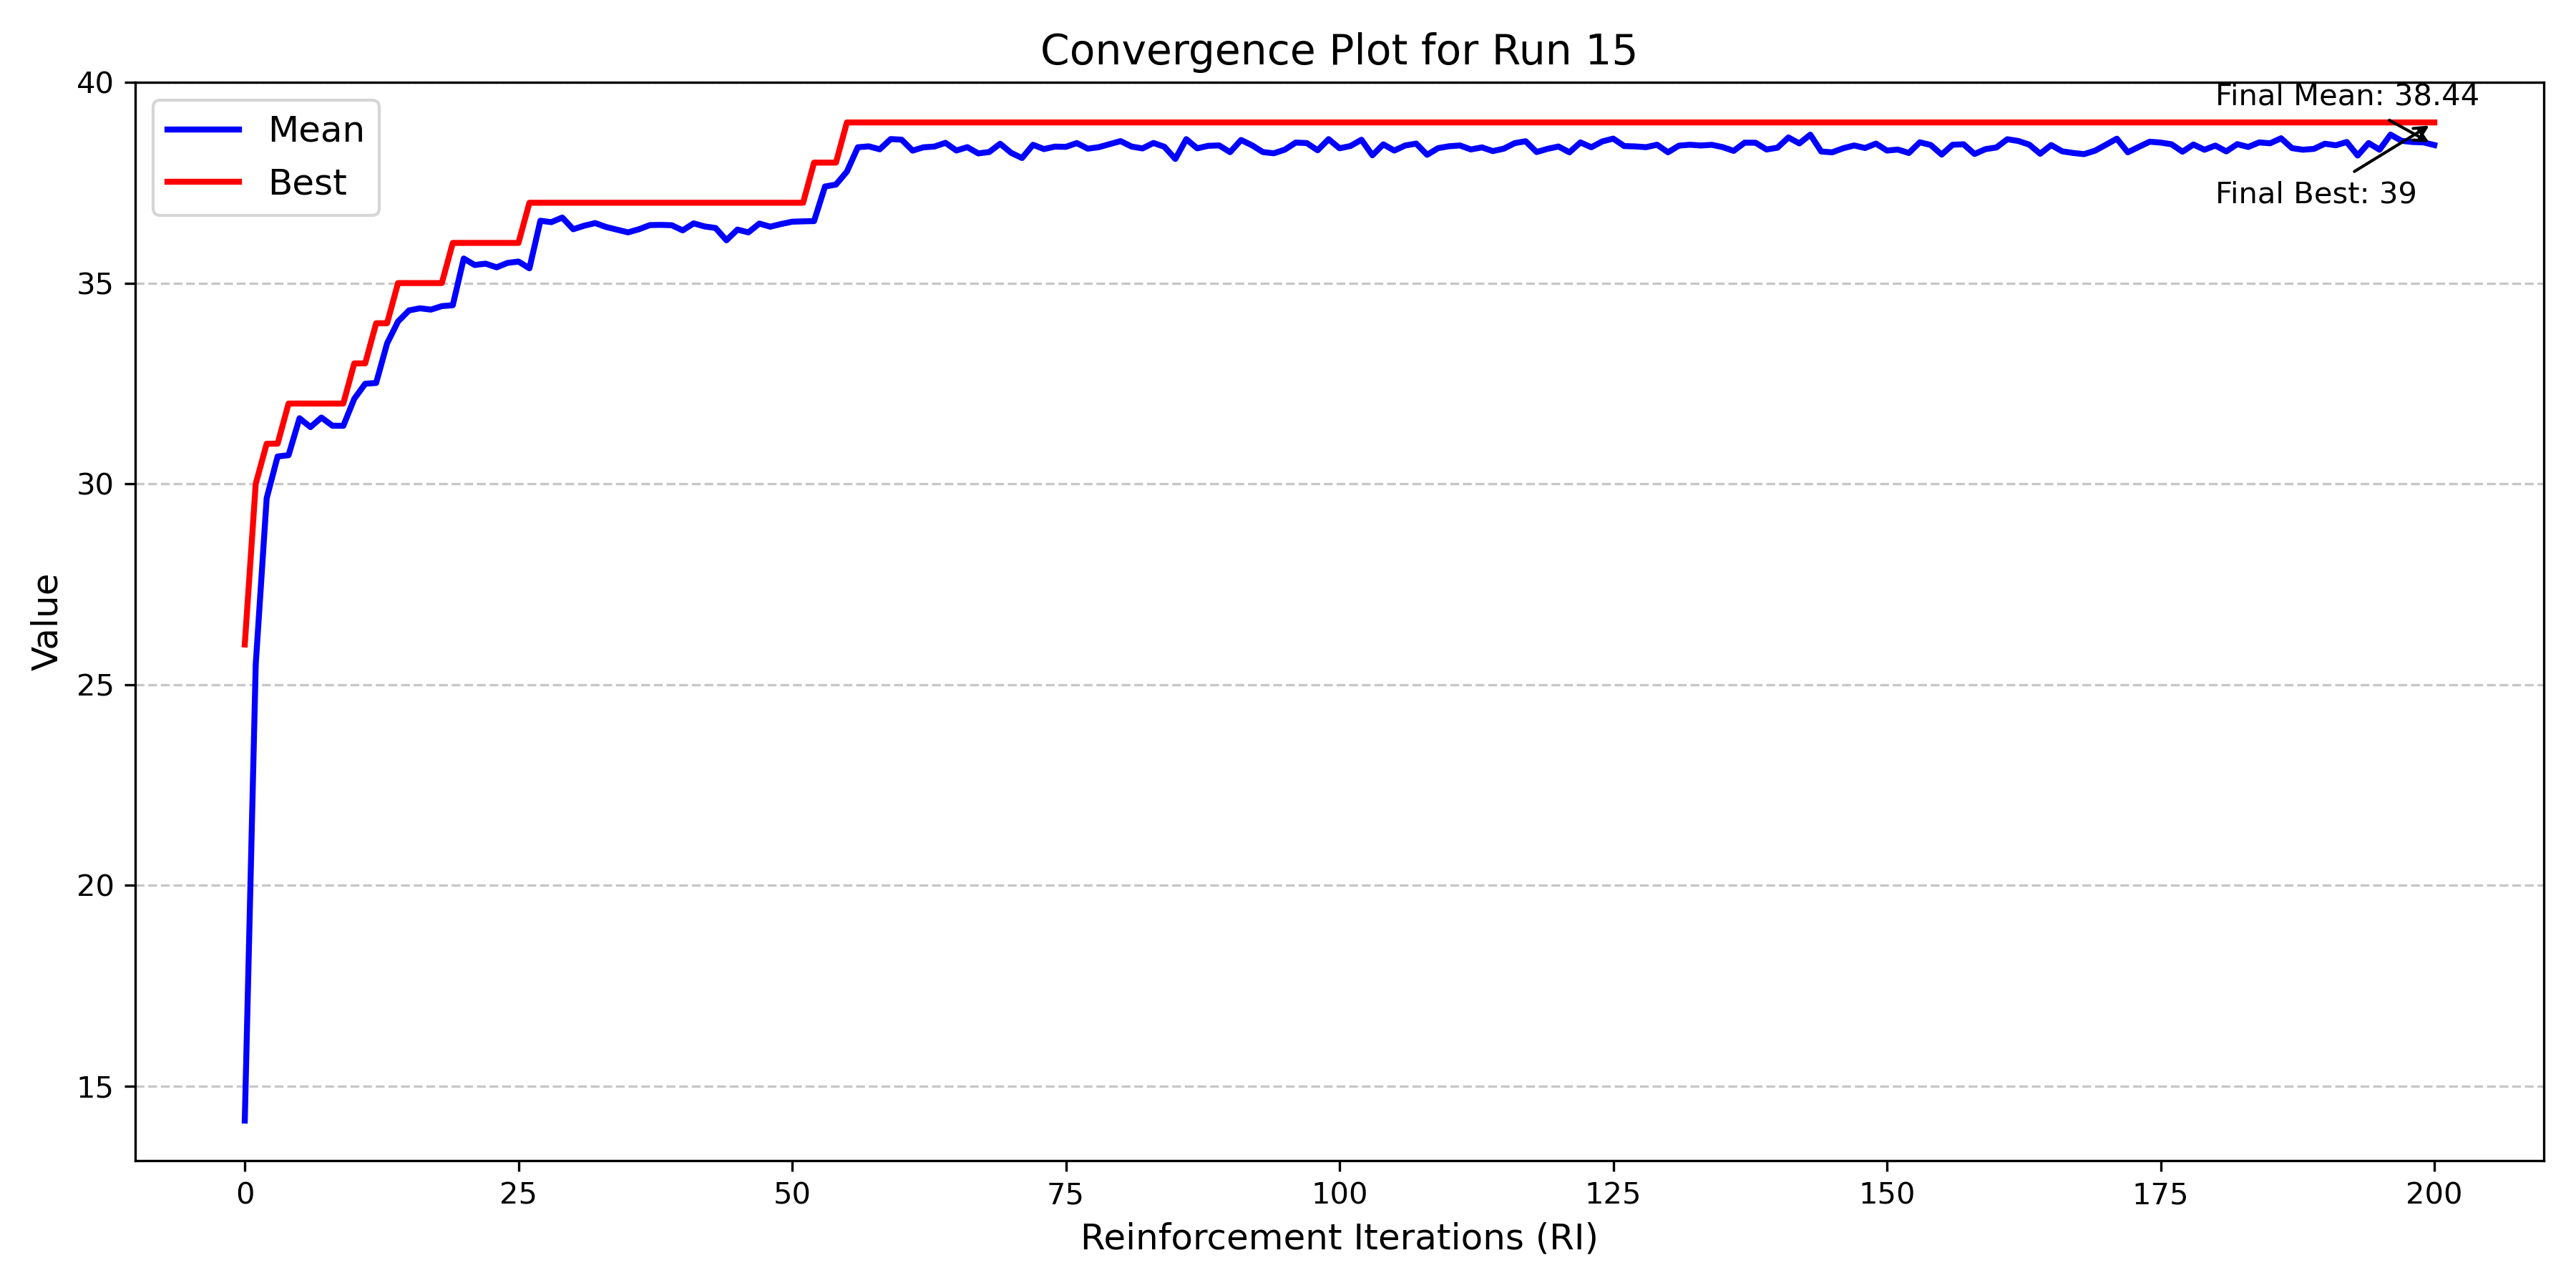 Convergence Plot for Run 15
Mean
Best
Final Mean: 38.44
Final Best: 39
Value
40
35
30
25
20
15
0 25 50 75 100 125 150 175 200
Reinforcement Iterations (RI)